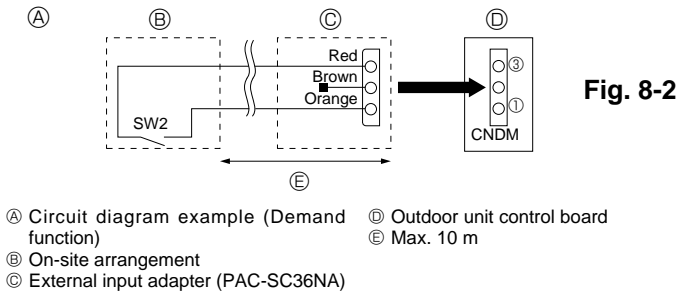 Ⓐ Ⓑ Ⓒ Ⓓ
Red
Brown
Orange
SW2
③
①
CNDM
Fig. 8-2
Ⓔ
Ⓐ Circuit diagram example (Demand
function)
Ⓑ On-site arrangement
Ⓒ External input adapter (PAC-SC36NA)
Ⓓ Outdoor unit control board
Ⓔ Max. 10 m